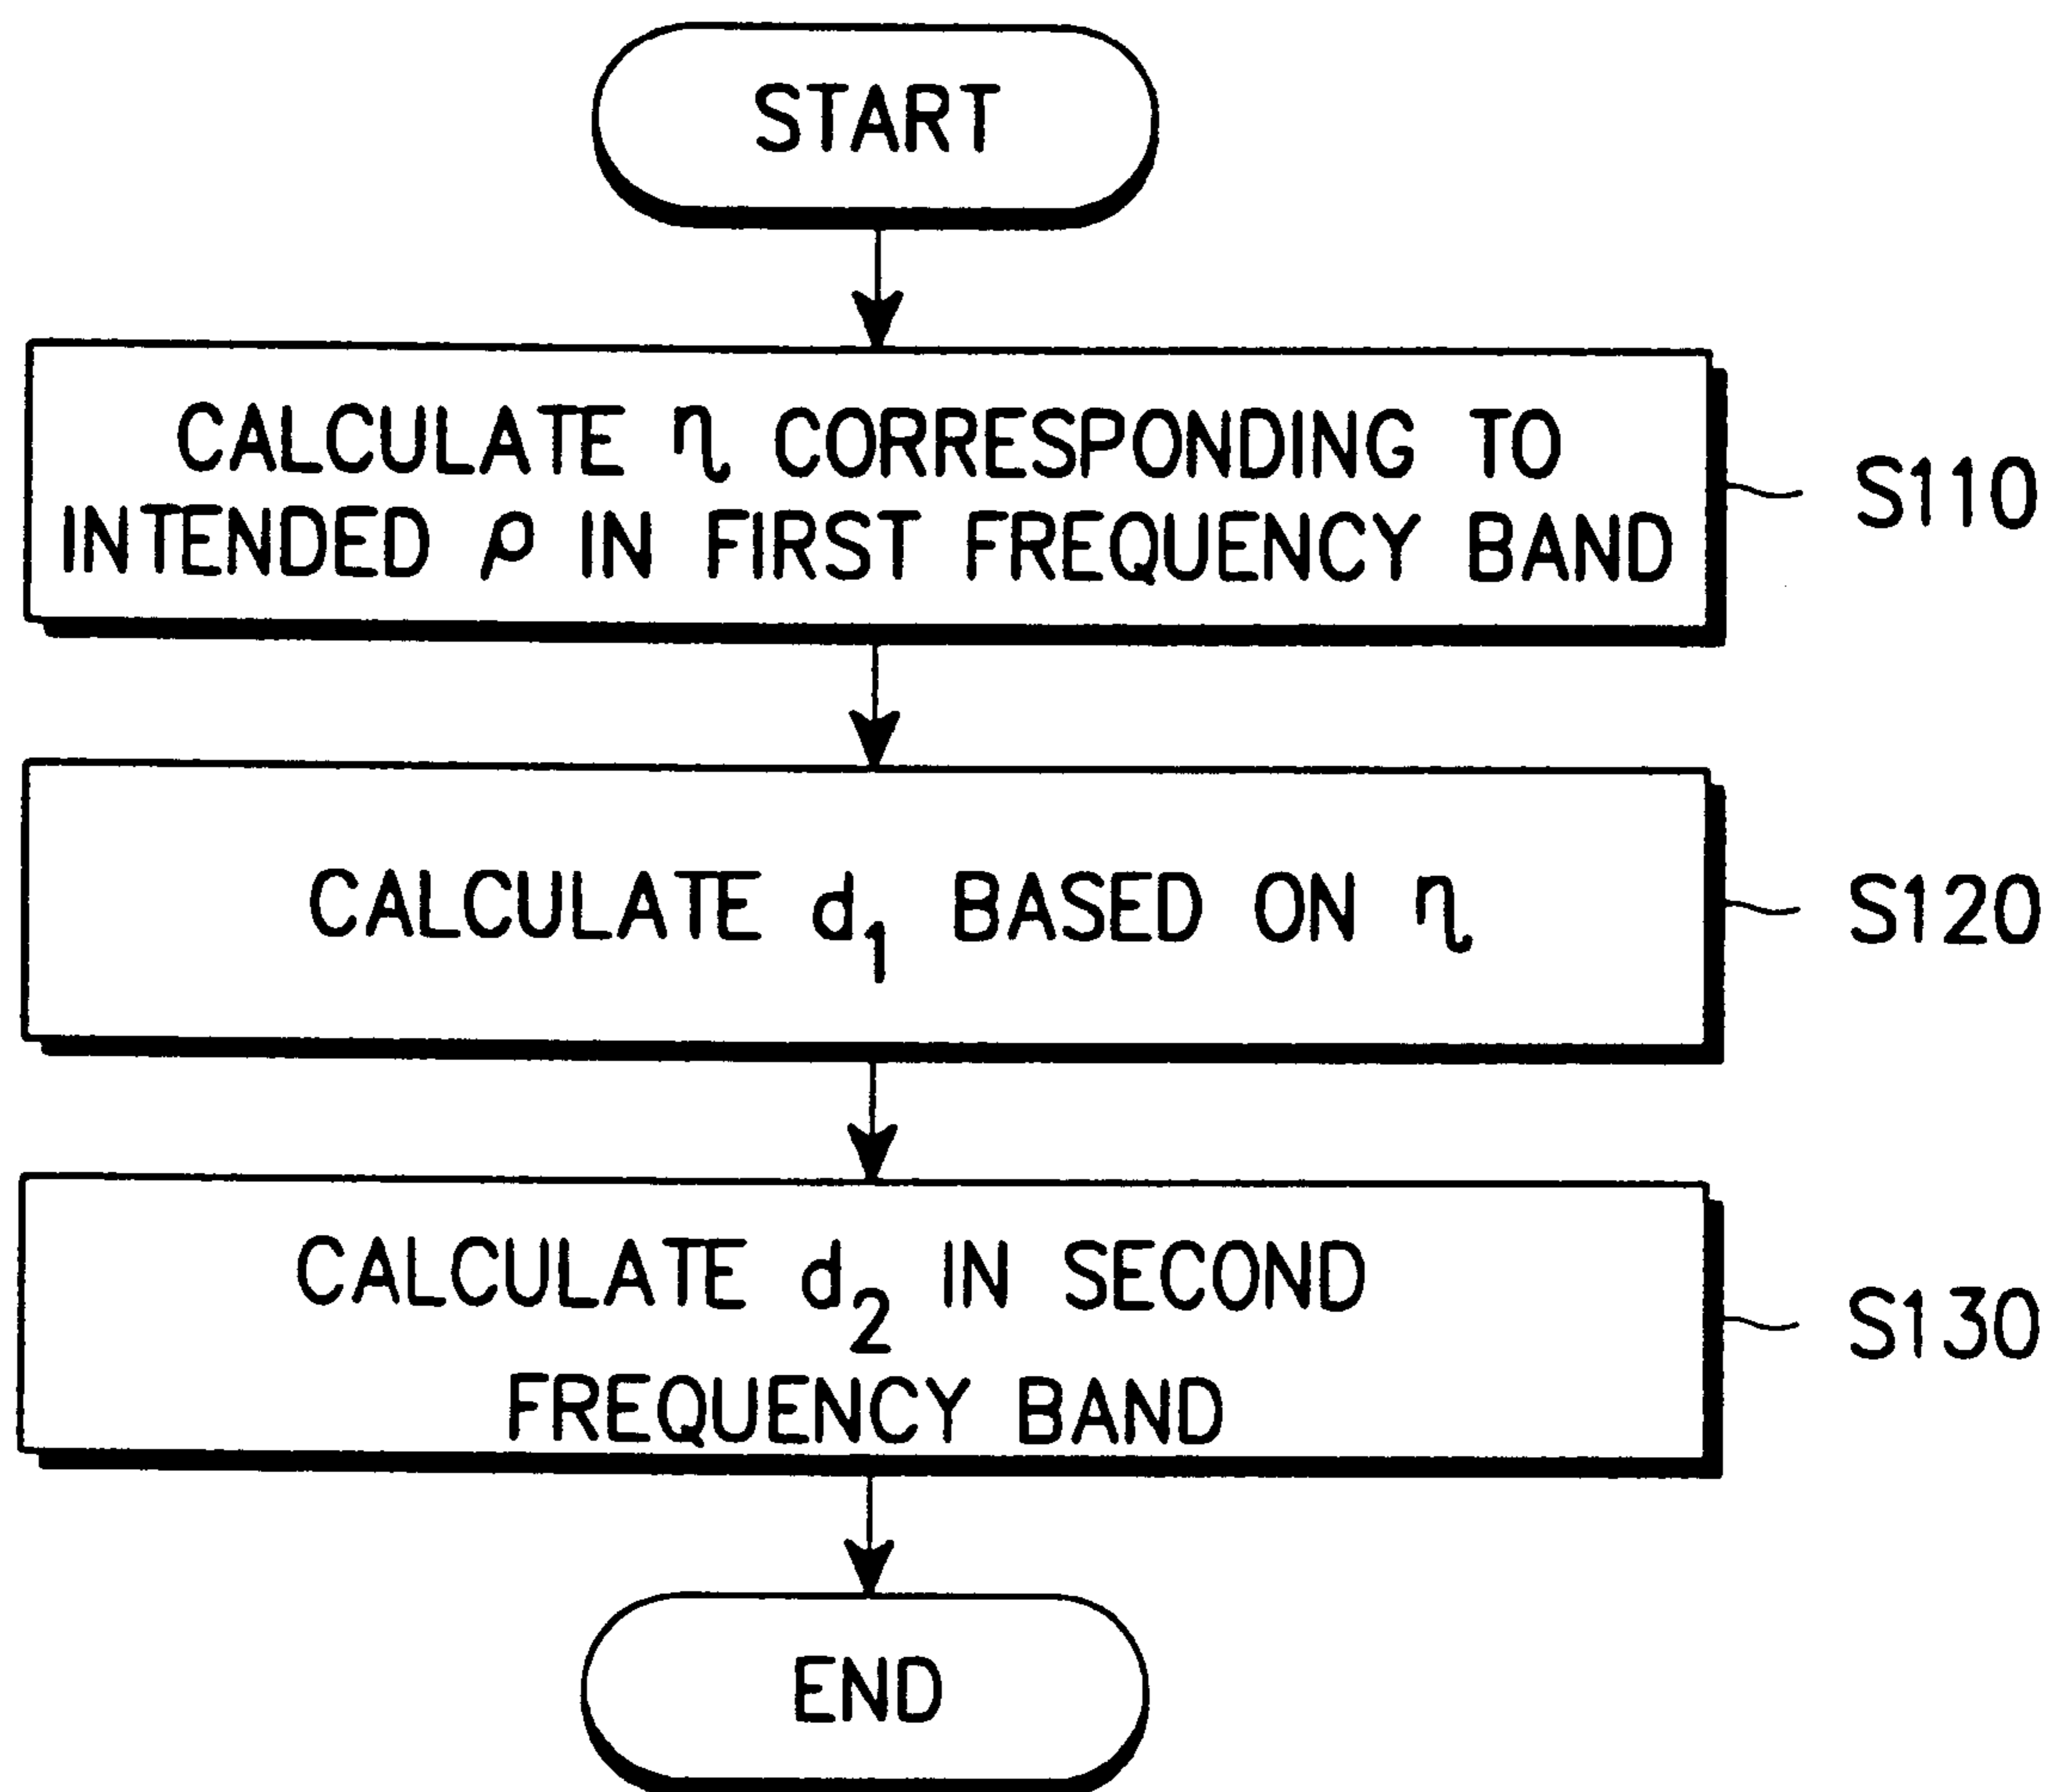 START
CALCULATE η CORRESPONDING TO
INTENDED ρ IN FIRST FREQUENCY BAND
S110
CALCULATE d₁ BASED ON η
S120
CALCULATE d₂ IN SECOND
FREQUENCY BAND
S130
END